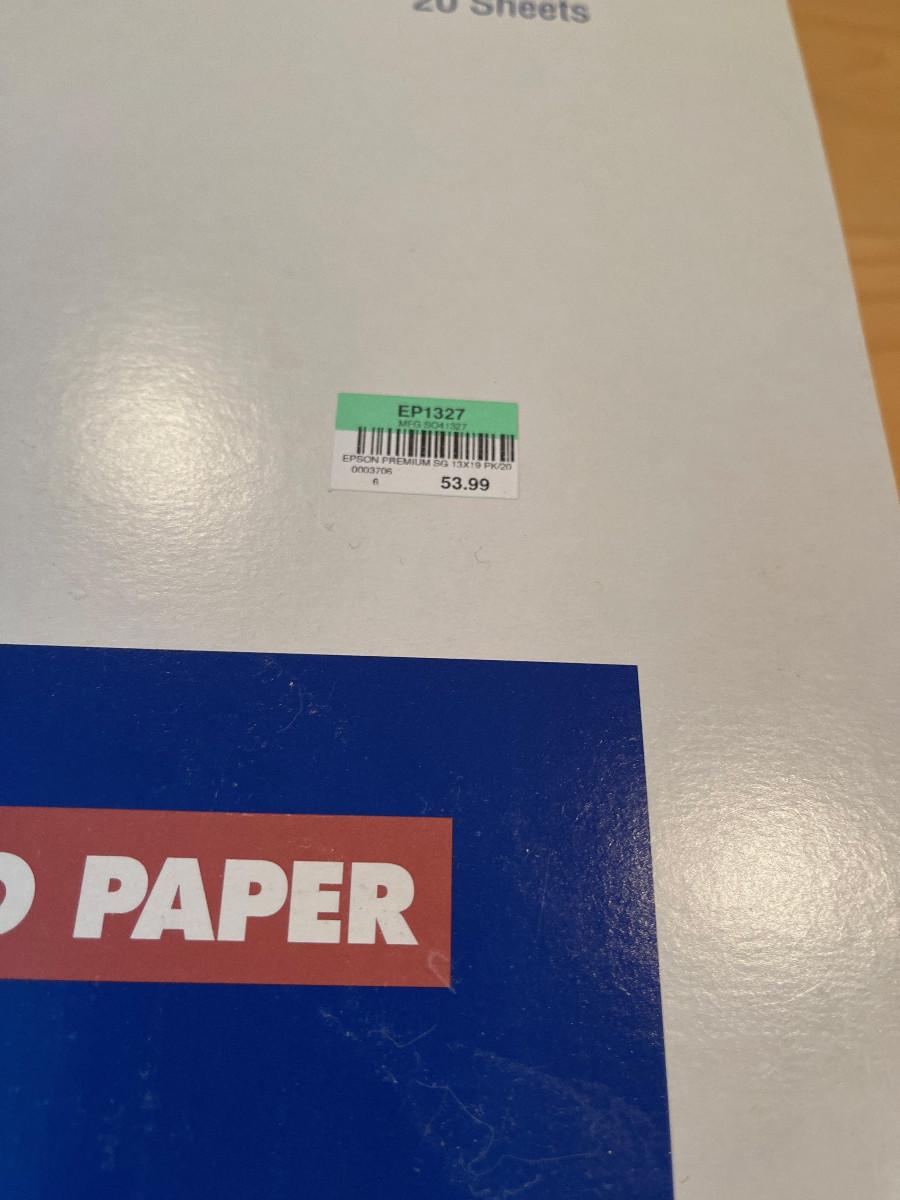 20 Sheets
EP1327
MFG SO41327
EPSON PREMIUM SG 13X19 PK/20
0003706
6 53.99
O PAPER